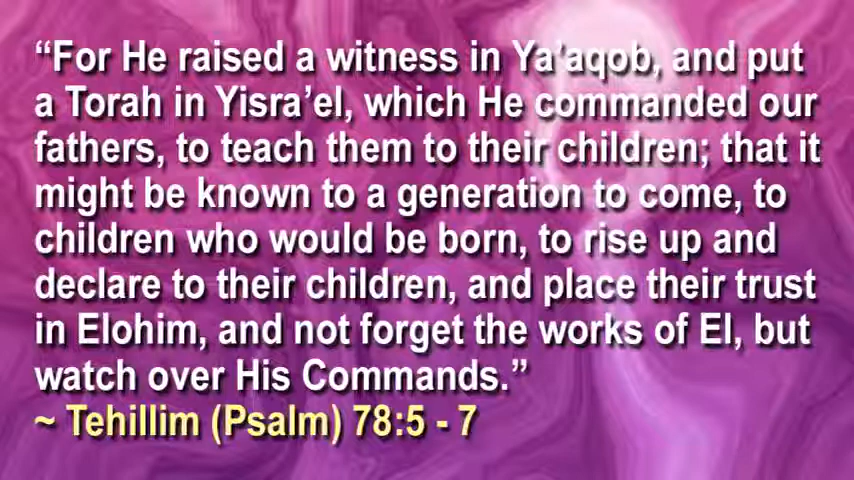 “For He raised a witness in Ya’aqob, and put
a Torah in Yisra’el, which He commanded our
fathers, to teach them to their children; that it
might be known to a generation to come, to
children who would be born, to rise up and
declare to their children, and place their trust
in Elohim, and not forget the works of El, but
watch over His Commands.”
~ Tehillim (Psalm) 78:5 - 7